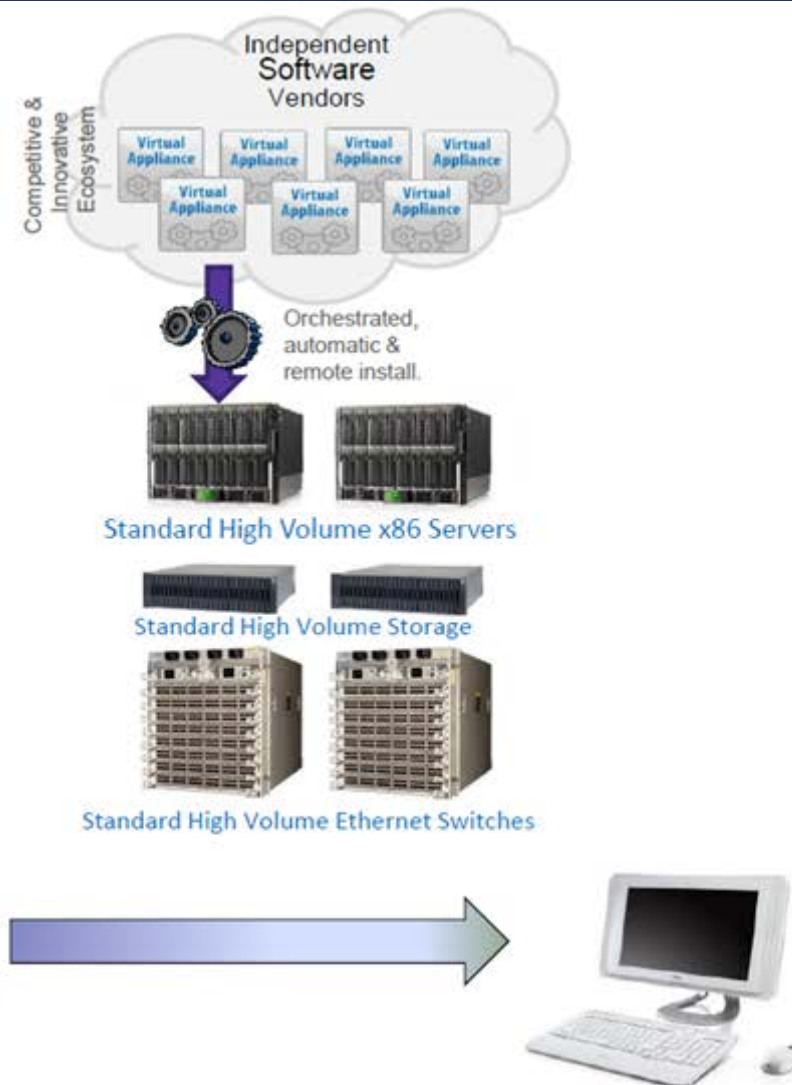 Independent
Software
Vendors
Competitive &
Innovative
Ecosystem
Virtual
Appliance
Virtual
Appliance
Virtual
Appliance
Virtual
Appliance
Virtual
Appliance
Virtual
Appliance
Virtual
Appliance
Orchestrated,
automatic &
remote install.
Standard High Volume x86 Servers
Standard High Volume Storage
Standard High Volume Ethernet Switches